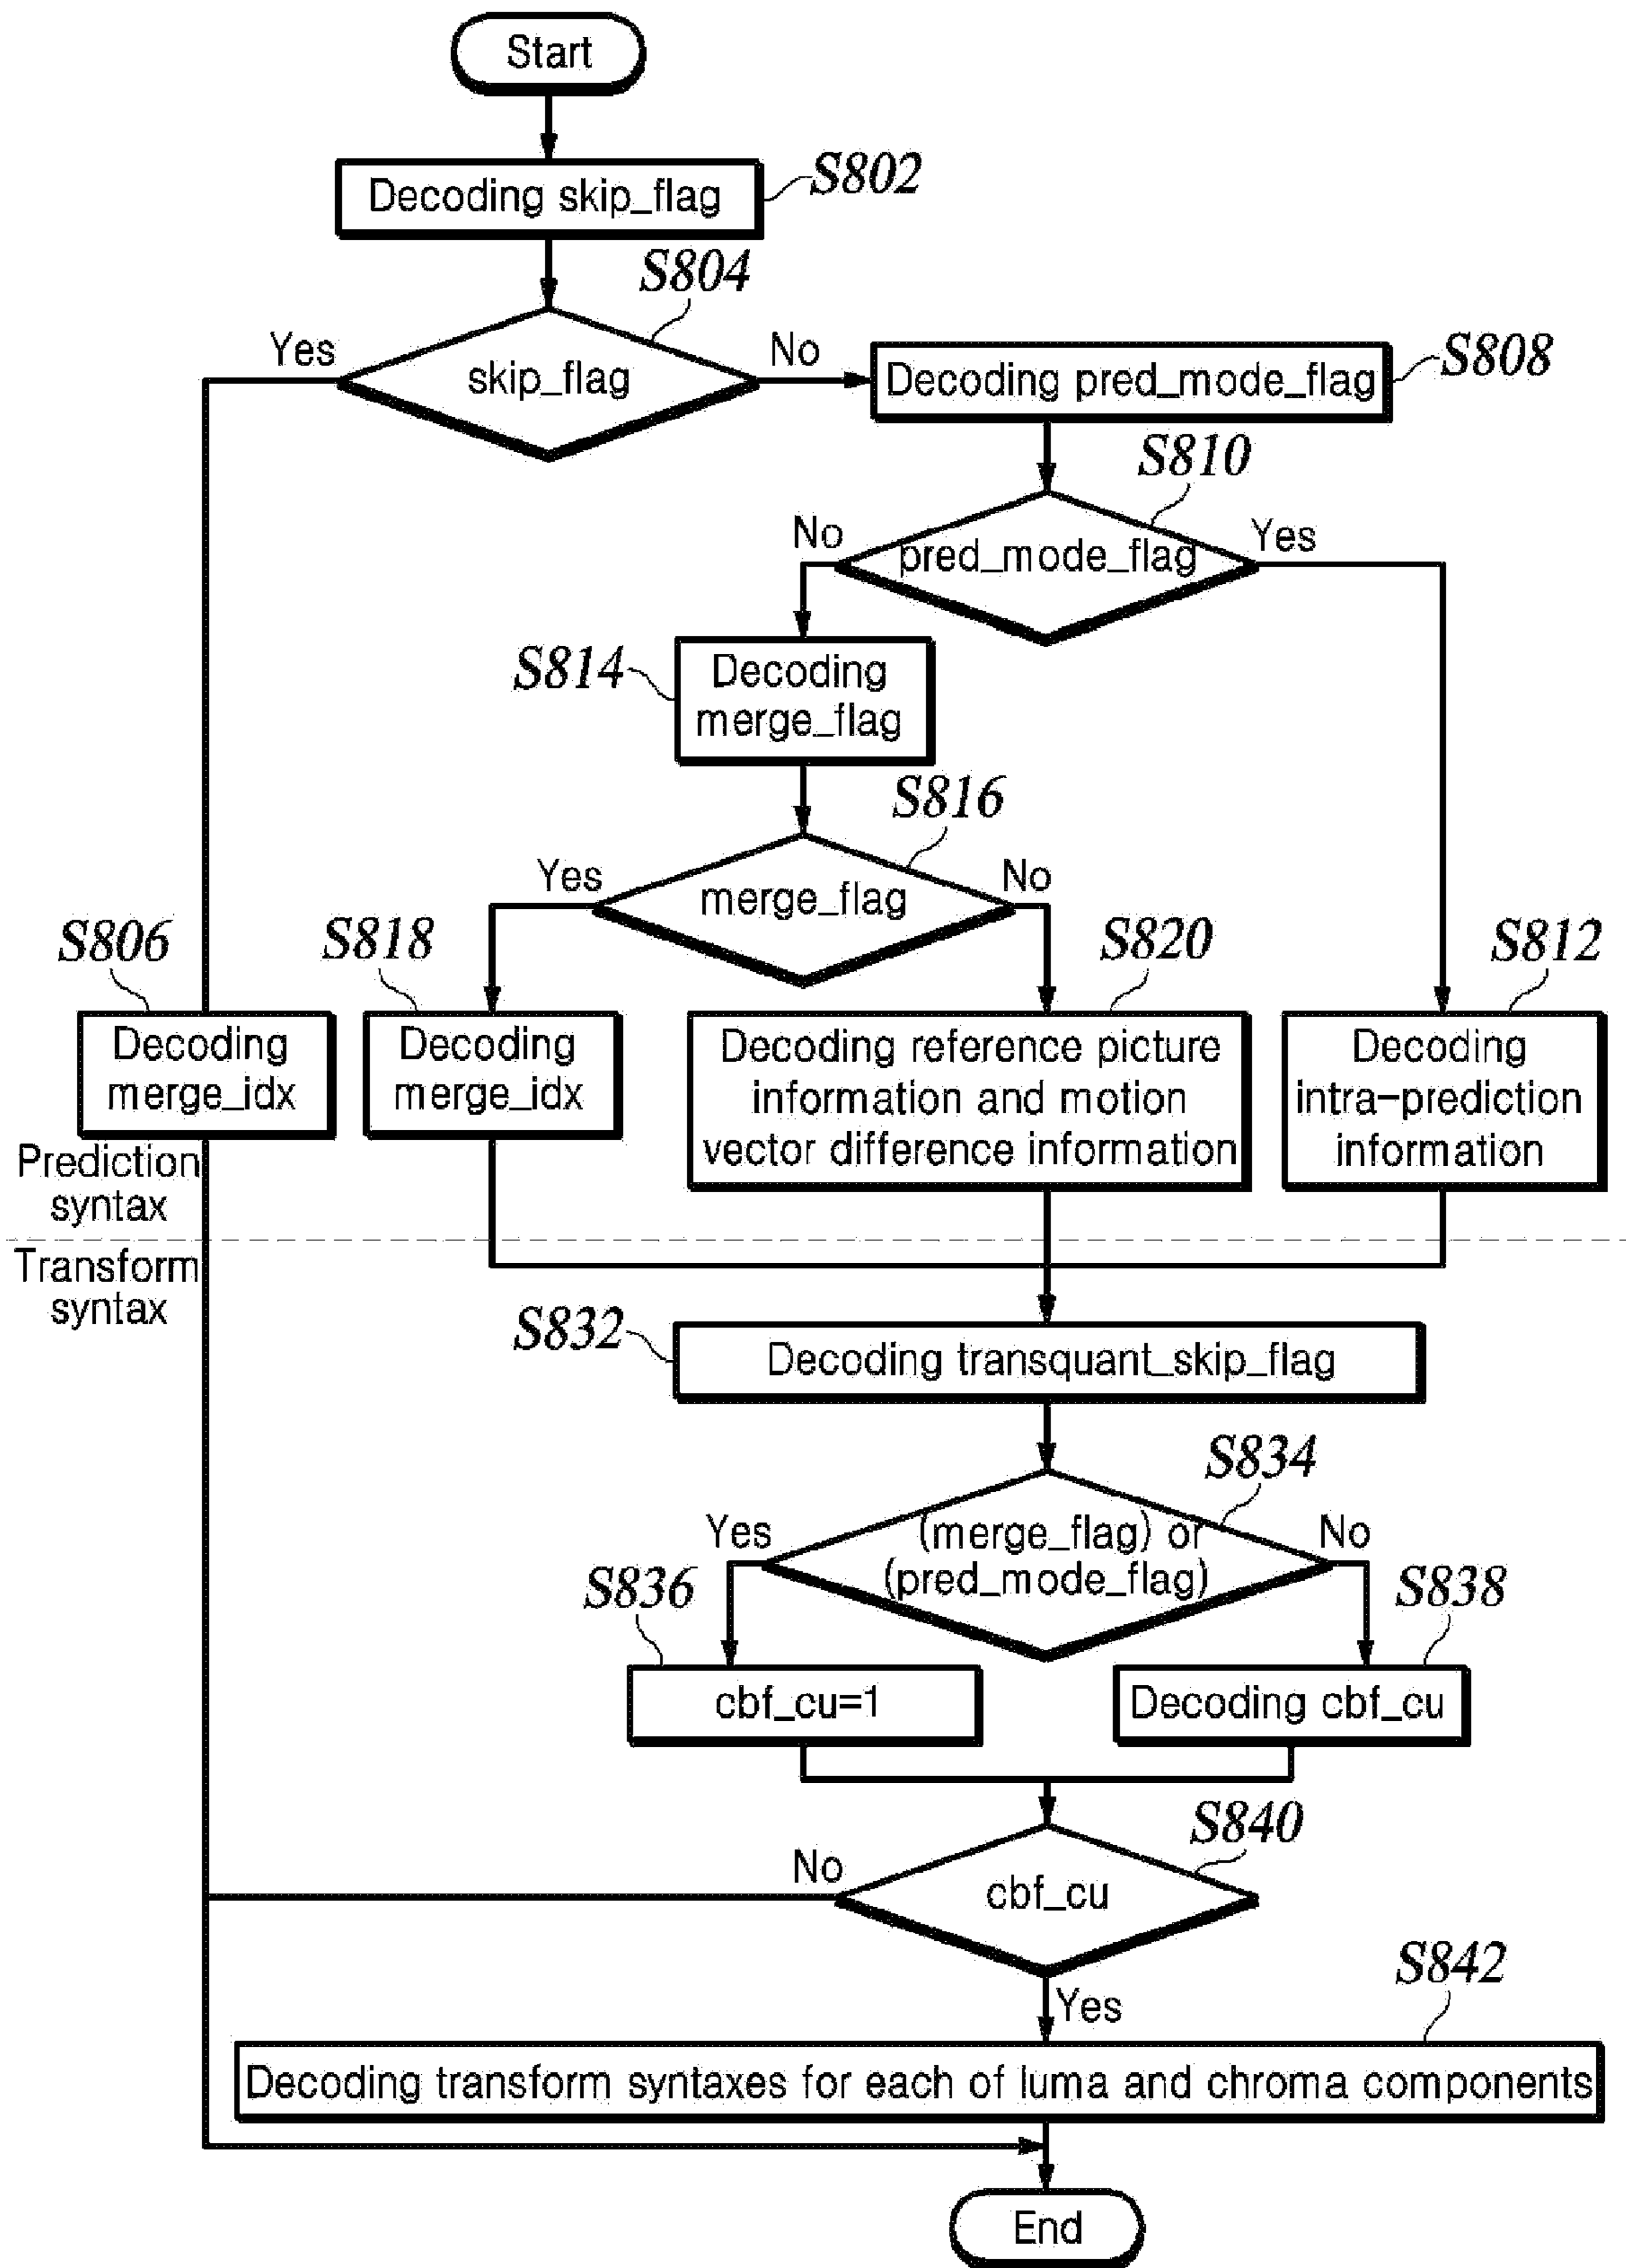 Start
Decoding skip_flag
S802
S804
Yes
skip_flag
No
Decoding pred_mode_flag
S808
S810
No
pred_mode_flag
Yes
S814
Decoding
merge_flag
S816
Yes
merge_flag
No
S806
S818
S820
S812
Decoding
merge_idx
Decoding
merge_idx
Decoding reference picture
information and motion
vector difference information
Decoding
intra-prediction
information
Prediction
syntax
Transform
syntax
S832
Decoding transquant_skip_flag
S834
Yes
(merge_flag) or
(pred_mode_flag)
No
S836
S838
cbf_cu=1
Decoding cbf_cu
S840
No
cbf_cu
S842
Yes
Decoding transform syntaxes for each of luma and chroma components
End